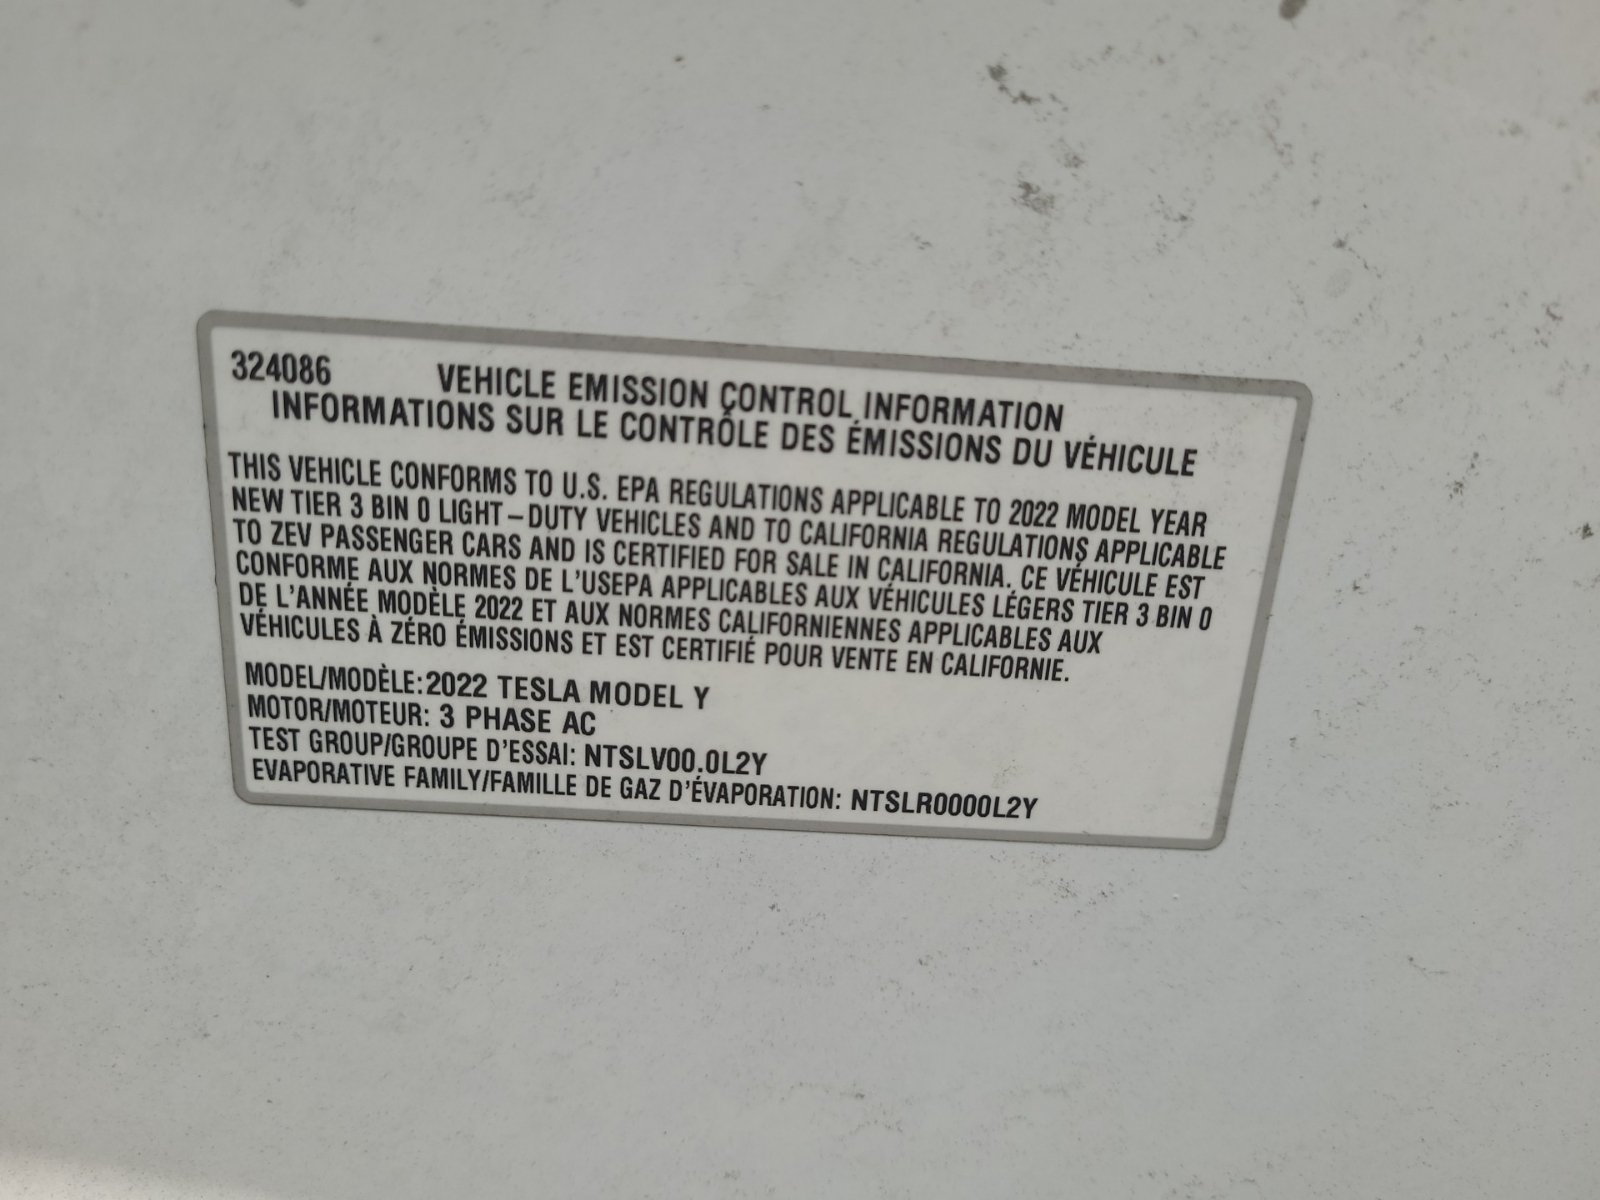 324086 VEHICLE EMISSION CONTROL INFORMATION
INFORMATIONS SUR LE CONTRÔLE DES ÉMISSIONS DU VÉHICULE
THIS VEHICLE CONFORMS TO U.S. EPA REGULATIONS APPLICABLE TO 2022 MODEL YEAR
NEW TIER 3 BIN 0 LIGHT–DUTY VEHICLES AND TO CALIFORNIA REGULATIONS APPLICABLE
TO ZEV PASSENGER CARS AND IS CERTIFIED FOR SALE IN CALIFORNIA. CE VÉHICULE EST
CONFORME AUX NORMES DE L'USEPA APPLICABLES AUX VÉHICULES LÉGERS TIER 3 BIN 0
DE L'ANNÉE MODÈLE 2022 ET AUX NORMES CALIFORNIENNES APPLICABLES AUX
VÉHICULES À ZÉRO ÉMISSIONS ET EST CERTIFIÉ POUR VENTE EN CALIFORNIE.
MODEL/MODÈLE:2022 TESLA MODEL Y
MOTOR/MOTEUR: 3 PHASE AC
TEST GROUP/GROUPE D'ESSAI: NTSLV00.0L2Y
EVAPORATIVE FAMILY/FAMILLE DE GAZ D'ÉVAPORATION: NTSLR0000L2Y